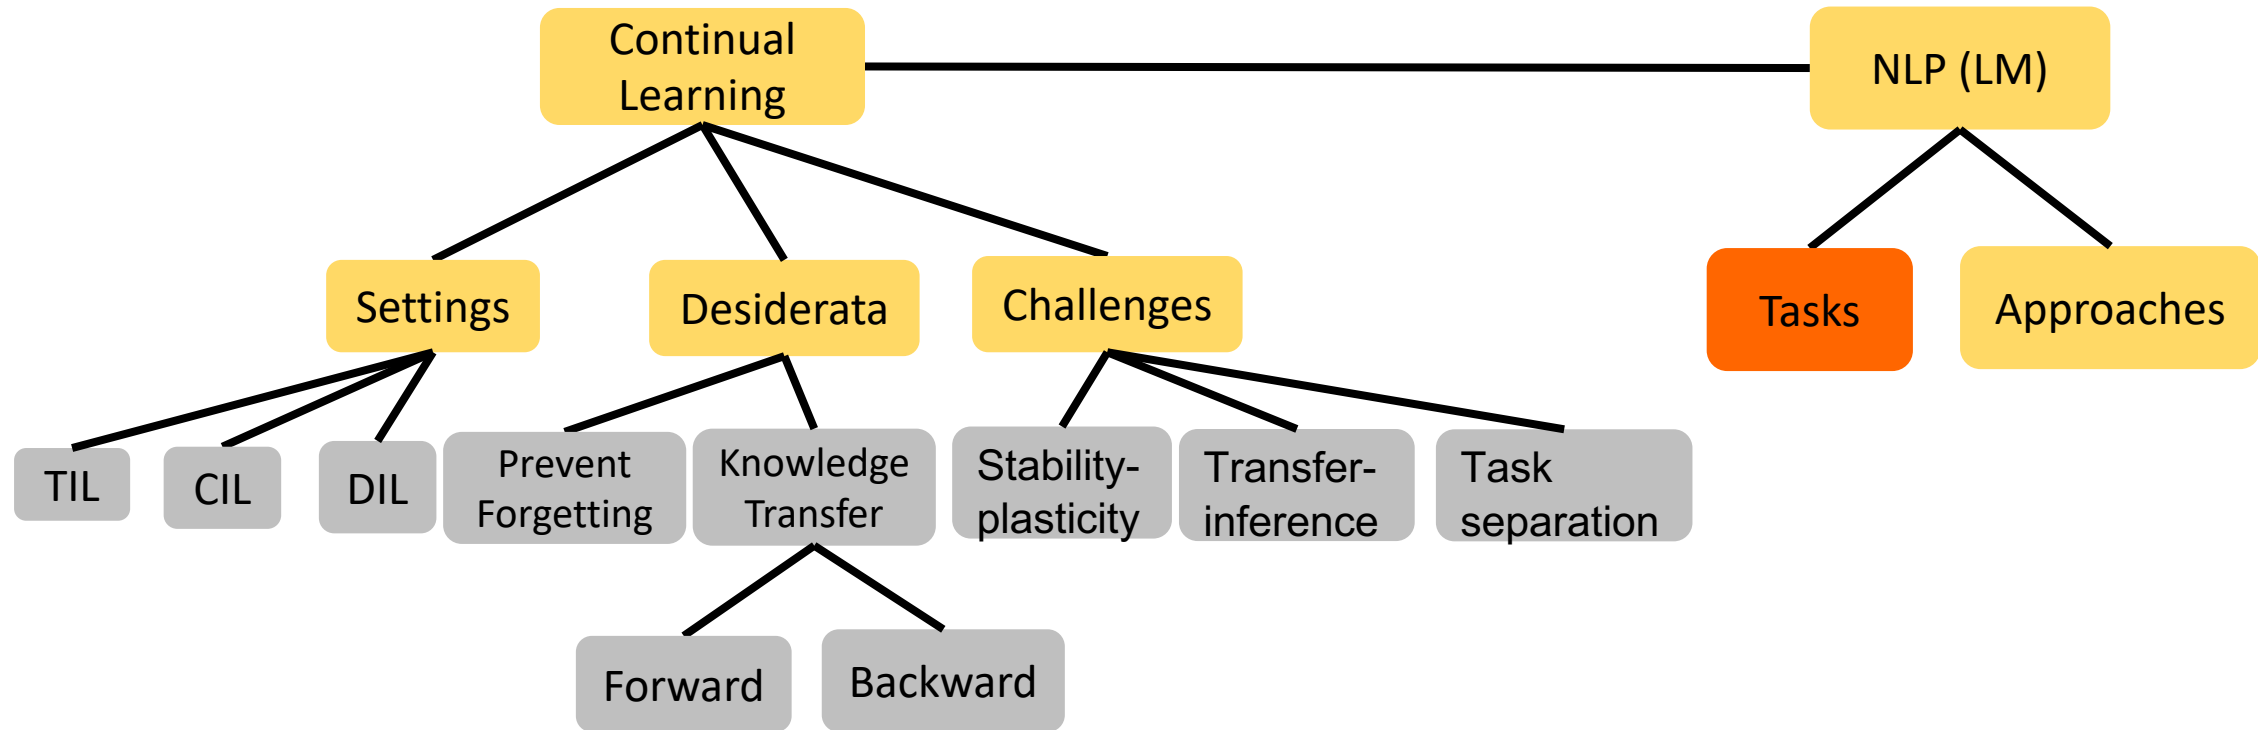 Continual
Learning
NLP (LM)
Settings
Desiderata
Challenges
Tasks
Approaches
TIL
CIL
DIL
Prevent
Forgetting
Knowledge
Transfer
Stability-
plasticity
Transfer-
inference
Task
separation
Forward
Backward